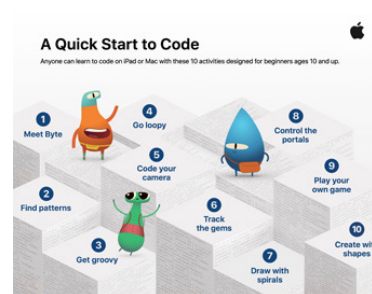 A Quick Start to Code
Anyone can learn to code on iPad or Mac with these 10 activities designed for beginners ages 10 and up.
1
Meet Byte
2
Find patterns
3
Get groovy
4
Go loopy
5
Code your
camera
6
Track
the gems
7
Draw with
spirals
8
Control the
portals
9
Play your
own game
10
Create wi
shapes